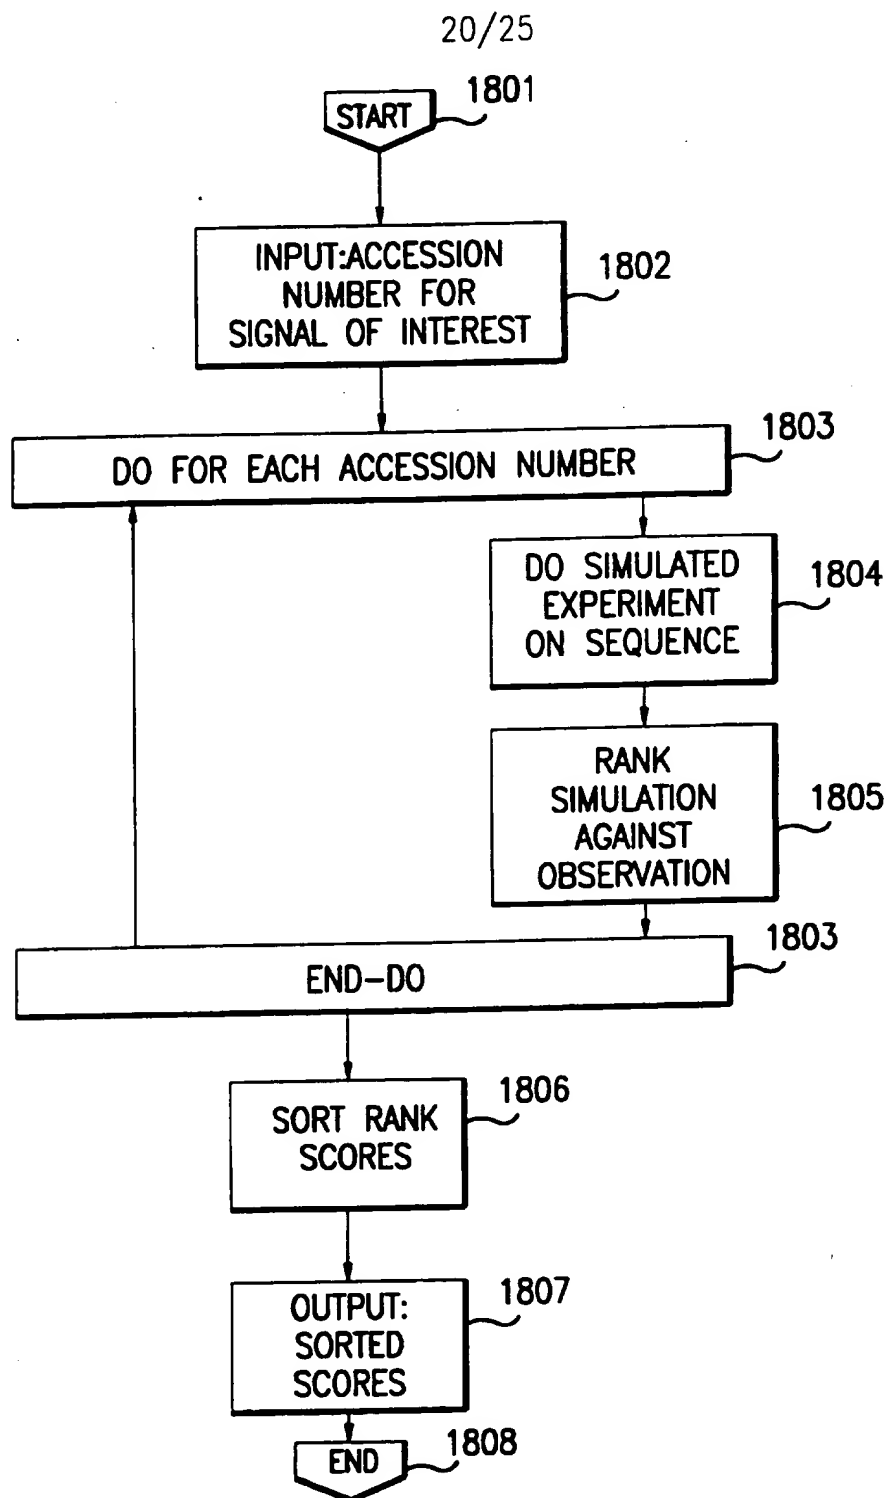 20/25
1801
START
INPUT:ACCESSION
NUMBER FOR
SIGNAL OF INTEREST
1802
1803
DO FOR EACH ACCESSION NUMBER
DO SIMULATED
EXPERIMENT
ON SEQUENCE
1804
RANK
SIMULATION
AGAINST
OBSERVATION
1805
1803
END-DO
SORT RANK
SCORES
1806
OUTPUT:
SORTED
SCORES
1807
END
1808